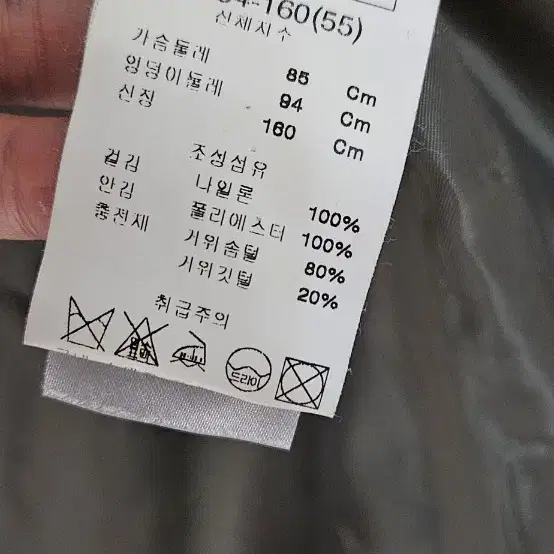 94-160(55)
신체치수
가슴둘레 85 Cm
엉덩이둘레 94 Cm
신장 160 Cm
조성섬유
겉감 나일론 100%
안감 폴리에스터 100%
충전재 거위솜털 80%
거위깃털 20%
취급주의
드라이